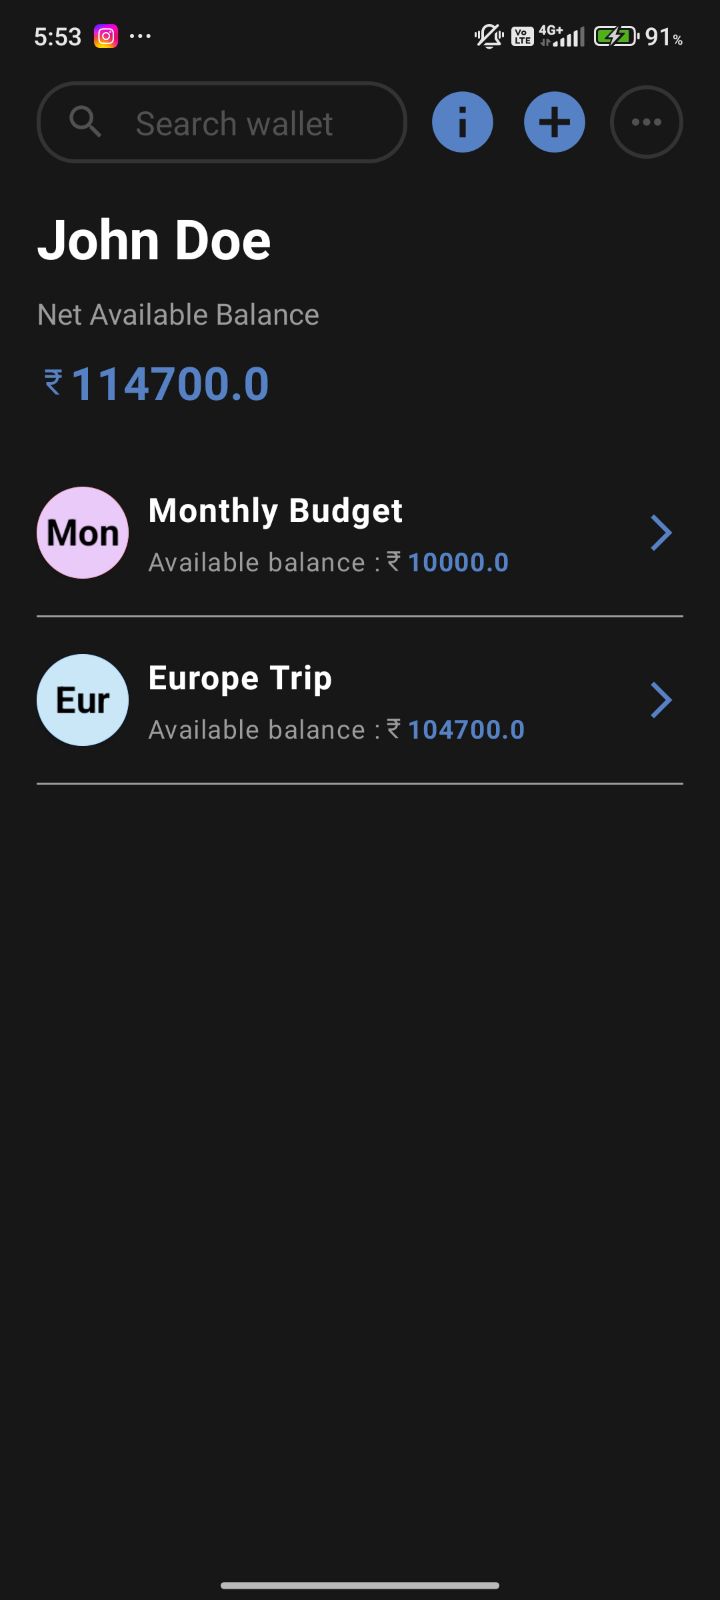 5:53 ... Vo LTE 4G+ 91%
Search wallet
John Doe
Net Available Balance
₹ 114700.0
Mon
Monthly Budget
Available balance : ₹ 10000.0
Eur
Europe Trip
Available balance : ₹ 104700.0